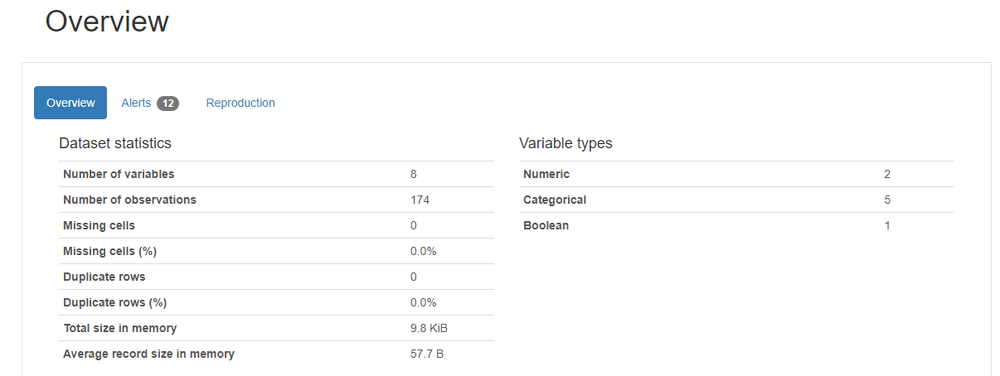 Overview
Overview Alerts 12 Reproduction
Dataset statistics
Number of variables 8
Number of observations 174
Missing cells 0
Missing cells (%) 0.0%
Duplicate rows 0
Duplicate rows (%) 0.0%
Total size in memory 9.8 KiB
Average record size in memory 57.7 B
Variable types
Numeric 2
Categorical 5
Boolean 1